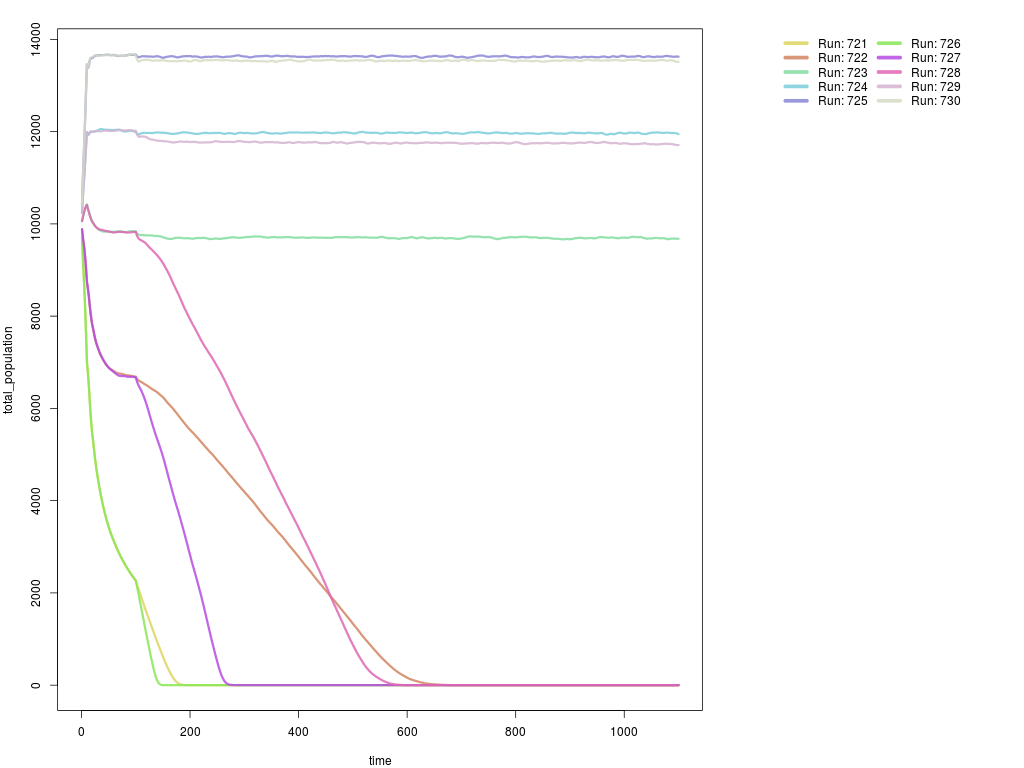 14000
12000
10000
8000
6000
4000
2000
0
total_population
0 200 400 600 800 1000
time
Run: 721 Run: 726
Run: 722 Run: 727
Run: 723 Run: 728
Run: 724 Run: 729
Run: 725 Run: 730